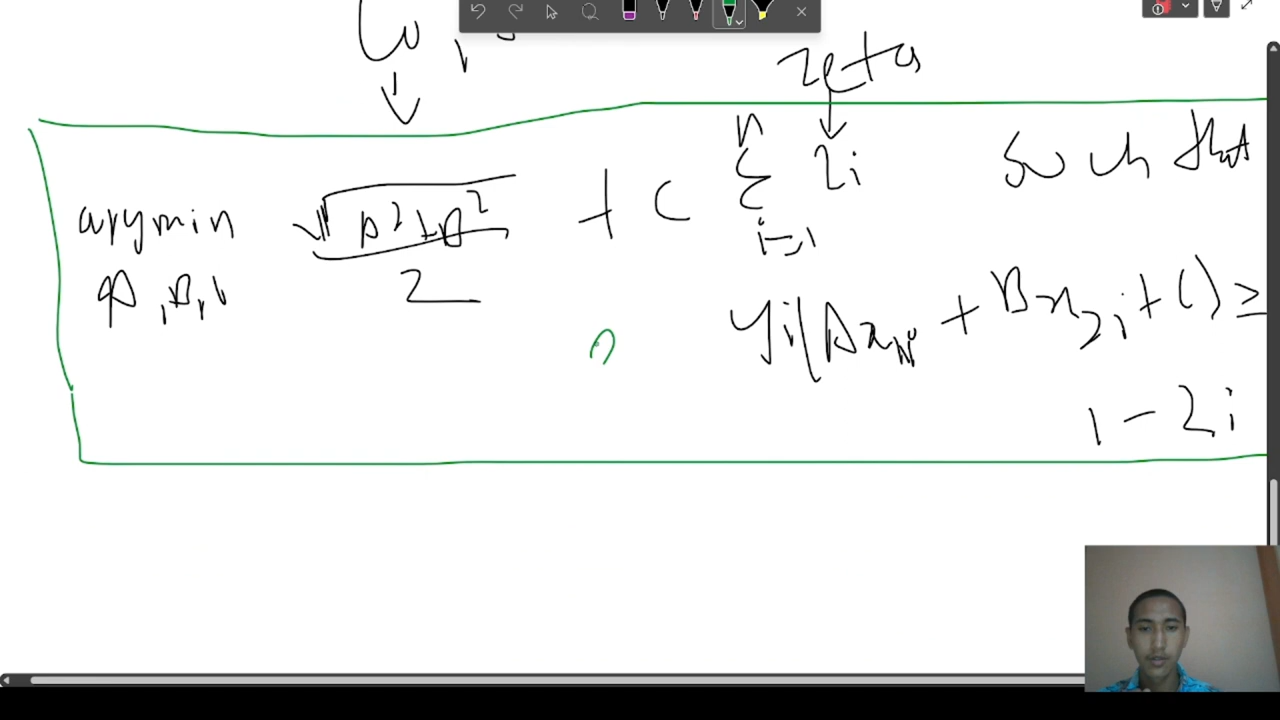 zeta
argmin √A²+B² + C n Σ zi such that
A, B, C 2 i=1
yi(Ax1i + Bx2i + C) ≥
1 - zi